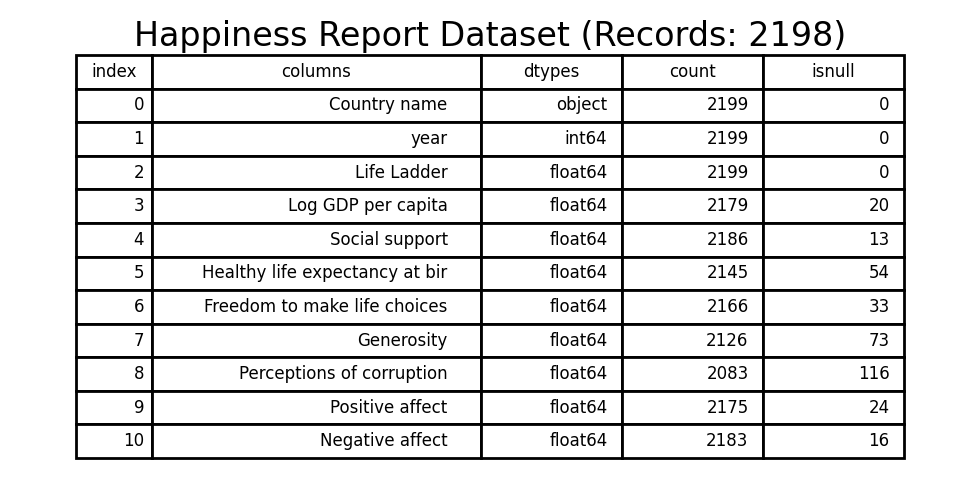 Happiness Report Dataset (Records: 2198)
index columns dtypes count isnull
0 Country name object 2199 0
1 year int64 2199 0
2 Life Ladder float64 2199 0
3 Log GDP per capita float64 2179 20
4 Social support float64 2186 13
5 Healthy life expectancy at bir float64 2145 54
6 Freedom to make life choices float64 2166 33
7 Generosity float64 2126 73
8 Perceptions of corruption float64 2083 116
9 Positive affect float64 2175 24
10 Negative affect float64 2183 16